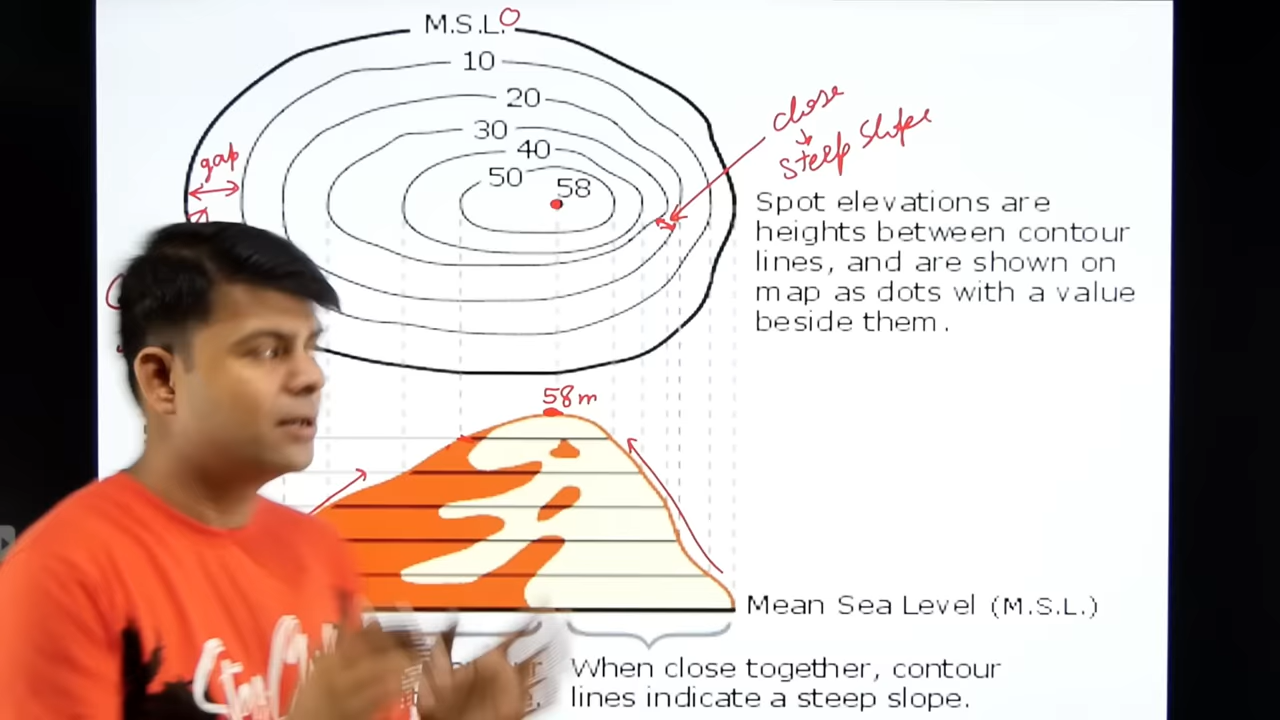 M.S.L. 0
10
20
30
40
50
58
gap
close
steep slope
Spot elevations are
heights between contour
lines, and are shown on
map as dots with a value
beside them.
58m
Mean Sea Level (M.S.L.)
When close together, contour
lines indicate a steep slope.